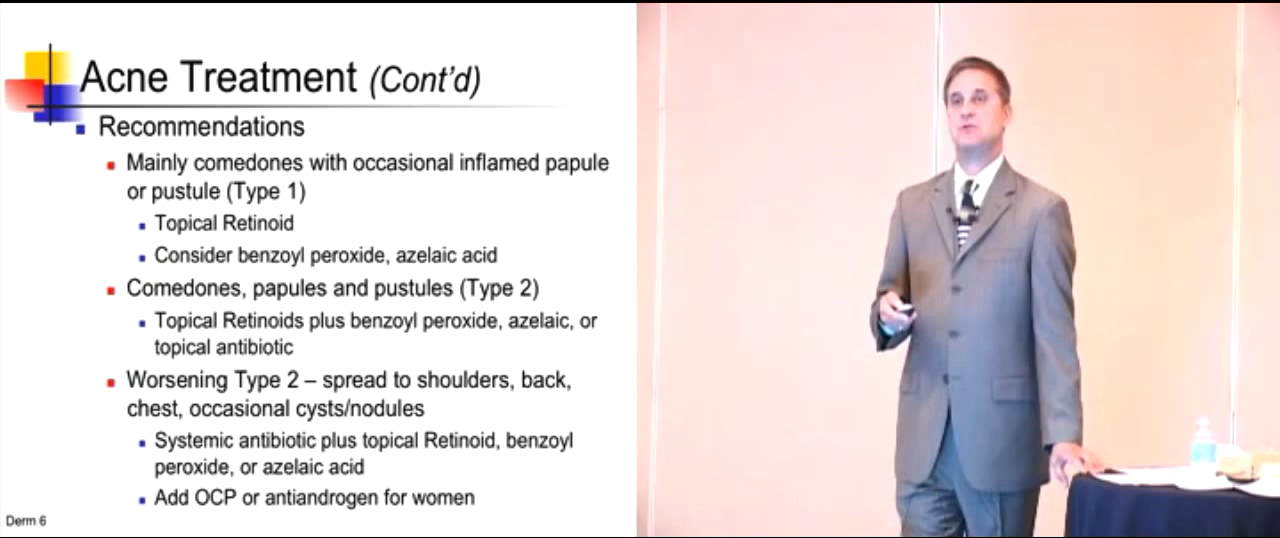 Acne Treatment (Cont'd)
Recommendations
Mainly comedones with occasional inflamed papule
or pustule (Type 1)
Topical Retinoid
Consider benzoyl peroxide, azelaic acid
Comedones, papules and pustules (Type 2)
Topical Retinoids plus benzoyl peroxide, azelaic, or
topical antibiotic
Worsening Type 2 – spread to shoulders, back,
chest, occasional cysts/nodules
Systemic antibiotic plus topical Retinoid, benzoyl
peroxide, or azelaic acid
Add OCP or antiandrogen for women
Derm 6